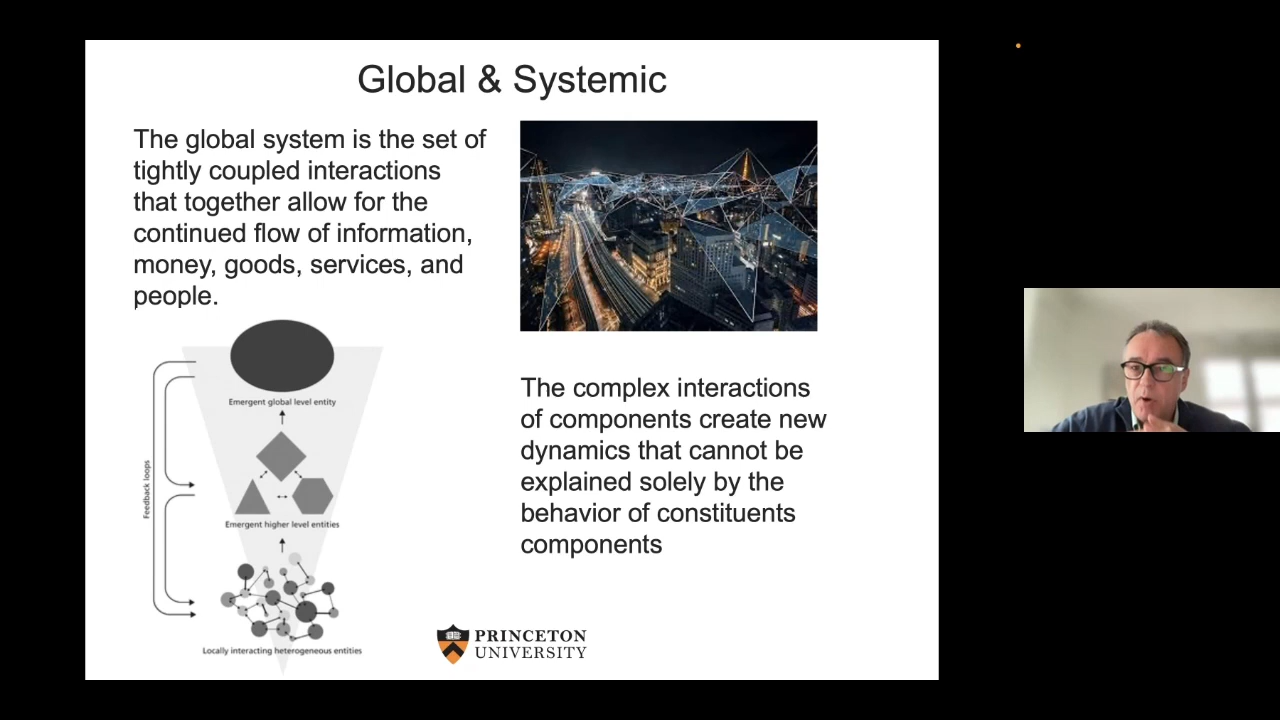 Global & Systemic
The global system is the set of
tightly coupled interactions
that together allow for the
continued flow of information,
money, goods, services, and
people.
Emergent global level entity
Feedback loops
Emergent higher level entities
Locally interacting heterogeneous entities
The complex interactions
of components create new
dynamics that cannot be
explained solely by the
behavior of constituents
components
PRINCETON
UNIVERSITY